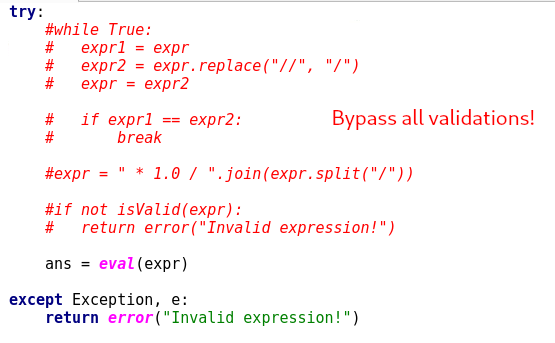 try:
#while True:
#   expr1 = expr
#   expr2 = expr.replace("//", "/")
#   expr = expr2
#   if expr1 == expr2:
Bypass all validations!
#       break
#expr = " * 1.0 / ".join(expr.split("/"))
#if not isValid(expr):
#   return error("Invalid expression!")
ans = eval(expr)
except Exception, e:
return error("Invalid expression!")